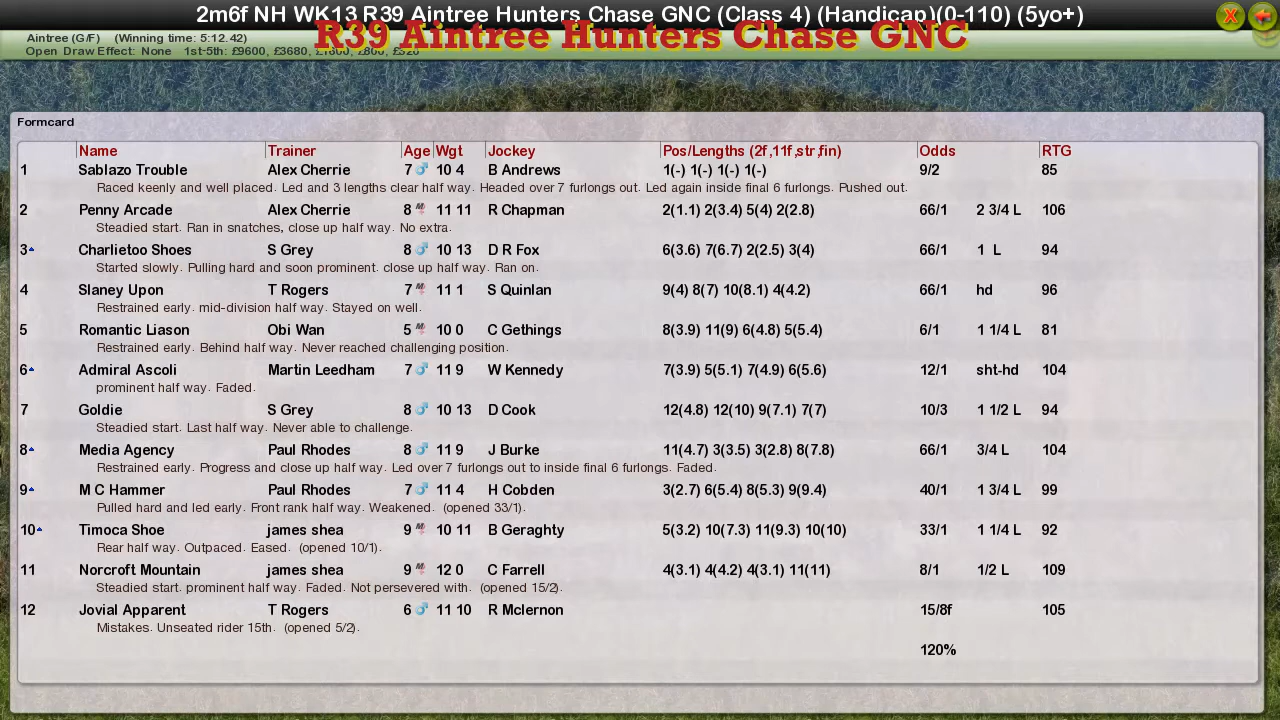 2m6f NH WK13 R39 Aintree Hunters Chase GNC (Class 4) (Handicap)(0-110) (5yo+)
R39 Aintree Hunters Chase GNC
Aintree (G/F) (Winning time: 5:12.42)
Open Draw Effect: None 1st-5th: £9600, £3680, £1600, £800, £320
Formcard
Name Trainer Age Wgt Jockey Pos/Lengths (2f,11f,str,fin) Odds RTG
1 Sablazo Trouble Alex Cherrie 7 10 4 B Andrews 1(-) 1(-) 1(-) 1(-) 9/2 85
Raced keenly and well placed. Led and 3 lengths clear half way. Headed over 7 furlongs out. Led again inside final 6 furlongs. Pushed out.
2 Penny Arcade Alex Cherrie 8 11 11 R Chapman 2(1.1) 2(3.4) 5(4) 2(2.8) 66/1 2 3/4 L 106
Steadied start. Ran in snatches, close up half way. No extra.
3 Charlietoo Shoes S Grey 8 10 13 D R Fox 6(3.6) 7(6.7) 2(2.5) 3(4) 66/1 1 L 94
Started slowly. Pulling hard and soon prominent. close up half way. Ran on.
4 Slaney Upon T Rogers 7 11 1 S Quinlan 9(4) 8(7) 10(8.1) 4(4.2) 66/1 hd 96
Restrained early. mid-division half way. Stayed on well.
5 Romantic Liason Obi Wan 5 10 0 C Gethings 8(3.9) 11(9) 6(4.8) 5(5.4) 6/1 1 1/4 L 81
Restrained early. Behind half way. Never reached challenging position.
6 Admiral Ascoli Martin Leedham 7 11 9 W Kennedy 7(3.9) 5(5.1) 7(4.9) 6(5.6) 12/1 sht-hd 104
prominent half way. Faded.
7 Goldie S Grey 8 10 13 D Cook 12(4.8) 12(10) 9(7.1) 7(7) 10/3 1 1/2 L 94
Steadied start. Last half way. Never able to challenge.
8 Media Agency Paul Rhodes 8 11 9 J Burke 11(4.7) 3(3.5) 3(2.8) 8(7.8) 66/1 3/4 L 104
Restrained early. Progress and close up half way. Led over 7 furlongs out to inside final 6 furlongs. Faded.
9 M C Hammer Paul Rhodes 7 11 4 H Cobden 3(2.7) 6(5.4) 8(5.3) 9(9.4) 40/1 1 3/4 L 99
Pulled hard and led early. Front rank half way. Weakened. (opened 33/1).
10 Timoca Shoe james shea 9 10 11 B Geraghty 5(3.2) 10(7.3) 11(9.3) 10(10) 33/1 1 1/4 L 92
Rear half way. Outpaced. Eased. (opened 10/1).
11 Norcroft Mountain james shea 9 12 0 C Farrell 4(3.1) 4(4.2) 4(3.1) 11(11) 8/1 1/2 L 109
Steadied start. prominent half way. Faded. Not persevered with. (opened 15/2).
12 Jovial Apparent T Rogers 6 11 10 R Mclernon 15/8f 105
Mistakes. Unseated rider 15th. (opened 5/2).
120%